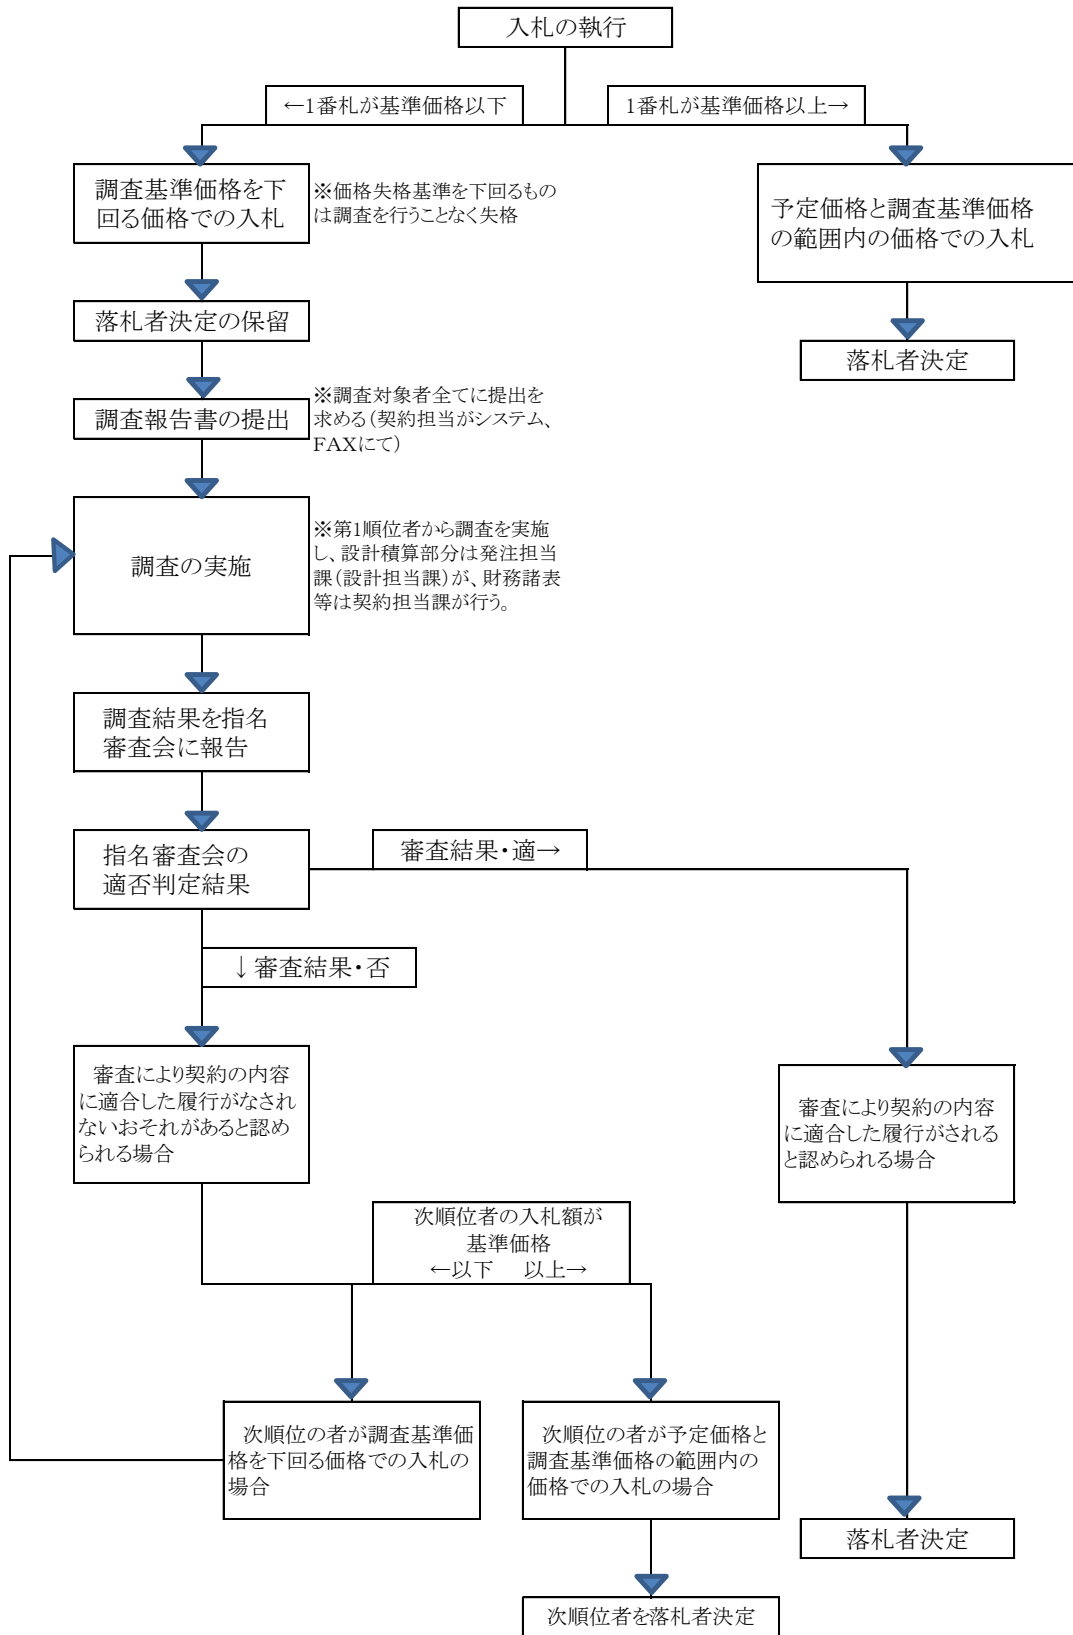 入札の執行
←1番札が基準価格以下
1番札が基準価格以上→
調査基準価格を下
回る価格での入札
※価格失格基準を下回るもの
は調査を行うことなく失格
予定価格と調査基準価格
の範囲内の価格での入札
落札者決定の保留
落札者決定
調査報告書の提出
※調査対象者全てに提出を
求める(契約担当がシステム、
FAXにて)
調査の実施
※第1順位者から調査を実施
し、設計積算部分は発注担当
課(設計担当課)が、財務諸表
等は契約担当課が行う。
調査結果を指名
審査会に報告
指名審査会の
適否判定結果
審査結果・適→
↓審査結果・否
審査により契約の内容
に適合した履行がなされ
ないおそれがあると認め
られる場合
審査により契約の内容
に適合した履行がされる
と認められる場合
次順位者の入札額が
基準価格
←以下 以上→
次順位の者が調査基準価
格を下回る価格での入札の
場合
次順位の者が予定価格と
調査基準価格の範囲内の
価格での入札の場合
落札者決定
次順位者を落札者決定